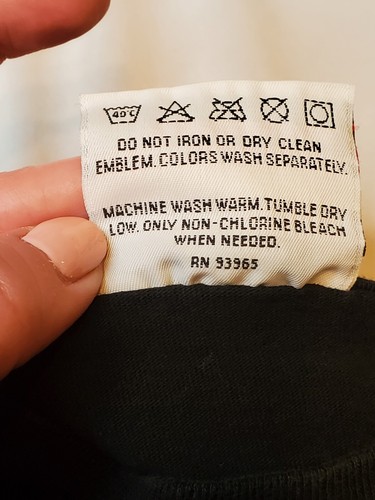 40°C
DO NOT IRON OR DRY CLEAN
EMBLEM. COLORS WASH SEPARATELY.
MACHINE WASH WARM. TUMBLE DRY
LOW. ONLY NON-CHLORINE BLEACH
WHEN NEEDED.
RN 93965